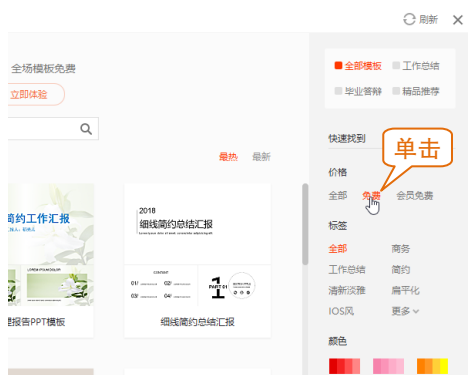 刷新
全场模板免费
立即体验
最热 最新
全部模板 工作总结
毕业答辩 精品推荐
快速找到
单击
价格
全部 免费 会员免费
标签
全部 商务
工作总结 简约
清新淡雅 扁平化
IOS风 更多
颜色
简约工作汇报
LOREM IPSUM DOLOR
理报告PPT模板
2018
细线简约总结汇报
CONTENT
01/ 02/
03/ 04/
1 PART 01
细线简约总结汇报